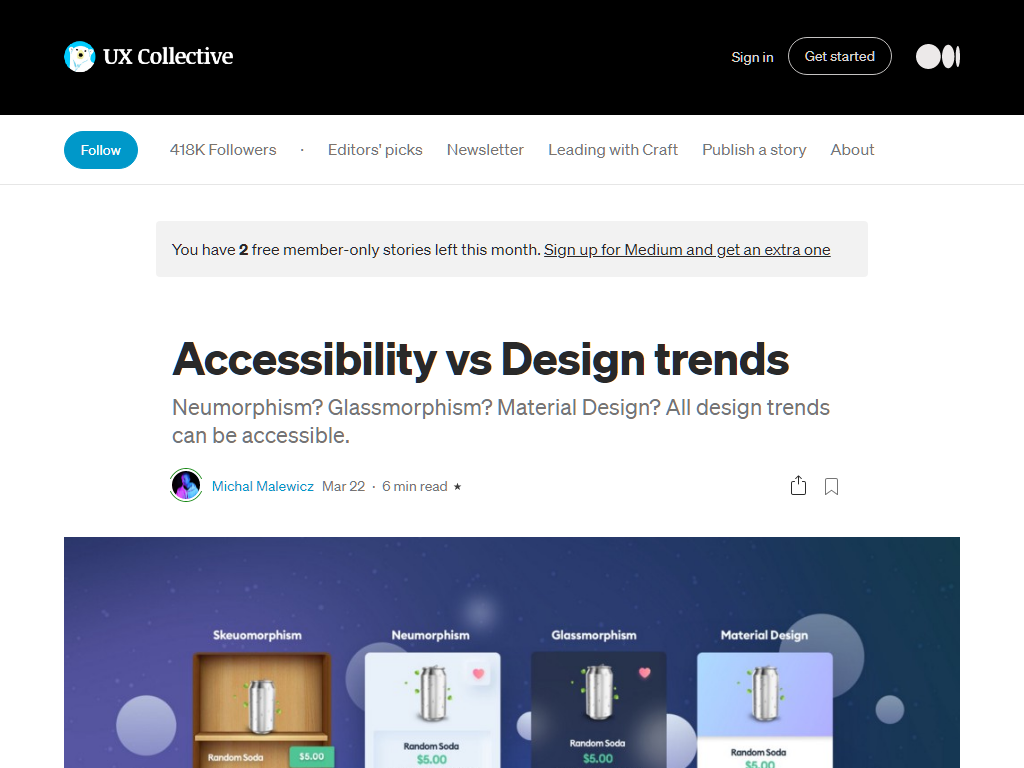 UX Collective
Sign in
Get started
Follow
418K Followers
·
Editors' picks
Newsletter
Leading with Craft
Publish a story
About
You have 2 free member-only stories left this month. Sign up for Medium and get an extra one
Accessibility vs Design trends
Neumorphism? Glassmorphism? Material Design? All design trends
can be accessible.
Michal Malewicz Mar 22 · 6 min read ★
Skeuomorphism
Neumorphism
Glassmorphism
Material Design
Random Soda
$5.00
Random Soda
$5.00
Random Soda
$5.00
Random Soda
$5.00